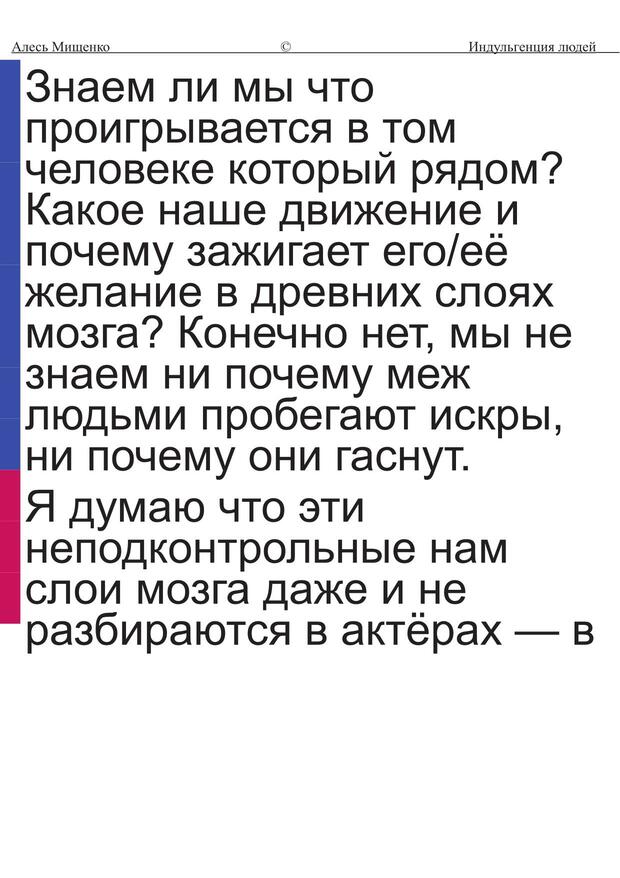 Алесь Мищенко © Индульгенция людей
Знаем ли мы что
проигрывается в том
человеке который рядом?
Какое наше движение и
почему зажигает его/её
желание в древних слоях
мозга? Конечно нет, мы не
знаем ни почему меж
людьми пробегают искры,
ни почему они гаснут.
Я думаю что эти
неподконтрольные нам
слои мозга даже и не
разбираются в актёрах — в